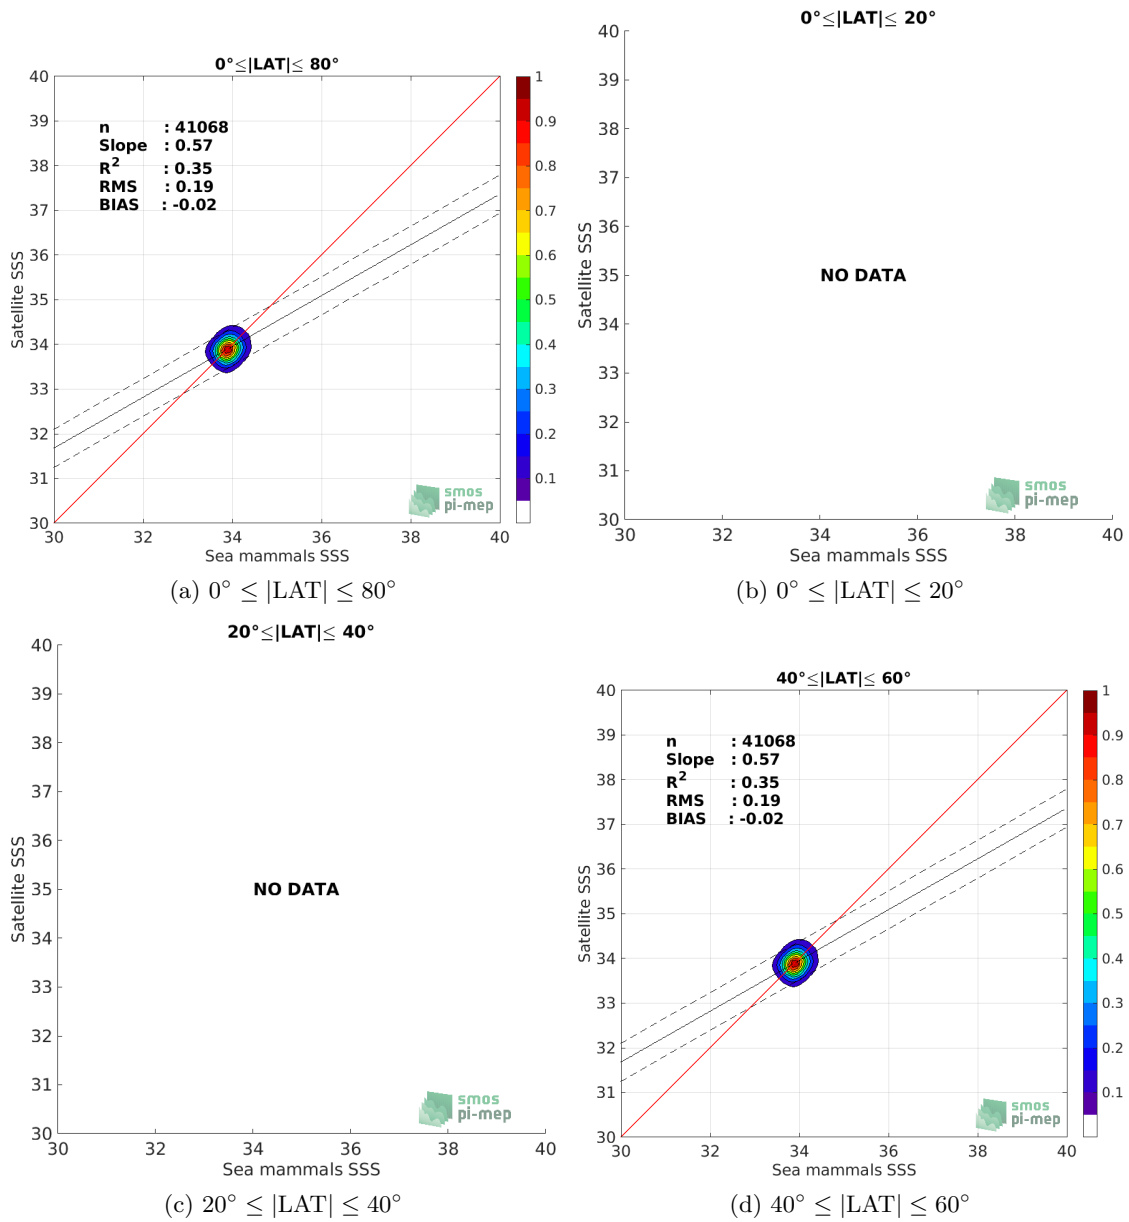 0°≤|LAT|≤ 80°
40
39
38
37
36
35
34
33
32
31
30
Satellite SSS
n : 41068
Slope : 0.57
R² : 0.35
RMS : 0.19
BIAS : -0.02
1
0.9
0.8
0.7
0.6
0.5
0.4
0.3
0.2
0.1
smos
pi-mep
30 32 34 36 38 40
Sea mammals SSS
(a) 0° ≤ |LAT| ≤ 80°
0°≤|LAT|≤ 20°
40
39
38
37
36
35
34
33
32
31
30
Satellite SSS
NO DATA
smos
pi-mep
30 32 34 36 38 40
Sea mammals SSS
(b) 0° ≤ |LAT| ≤ 20°
20°≤|LAT|≤ 40°
40
39
38
37
36
35
34
33
32
31
30
Satellite SSS
NO DATA
smos
pi-mep
30 32 34 36 38 40
Sea mammals SSS
(c) 20° ≤ |LAT| ≤ 40°
40°≤|LAT|≤ 60°
40
39
38
37
36
35
34
33
32
31
30
Satellite SSS
n : 41068
Slope : 0.57
R² : 0.35
RMS : 0.19
BIAS : -0.02
1
0.9
0.8
0.7
0.6
0.5
0.4
0.3
0.2
0.1
smos
pi-mep
30 32 34 36 38 40
Sea mammals SSS
(d) 40° ≤ |LAT| ≤ 60°